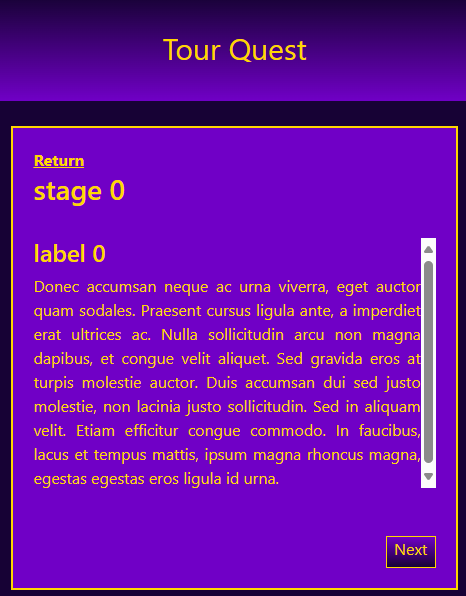 Tour Quest
Return
stage 0
label 0
Donec accumsan neque ac urna viverra, eget auctor
quam sodales. Praesent cursus ligula ante, a imperdiet
erat ultrices ac. Nulla sollicitudin arcu non magna
dapibus, et congue velit aliquet. Sed gravida eros at
turpis molestie auctor. Duis accumsan dui sed justo
molestie, non lacinia justo sollicitudin. Sed in aliquam
velit. Etiam efficitur congue commodo. In faucibus,
lacus et tempus mattis, ipsum magna rhoncus magna,
egestas egestas eros ligula id urna.
Next